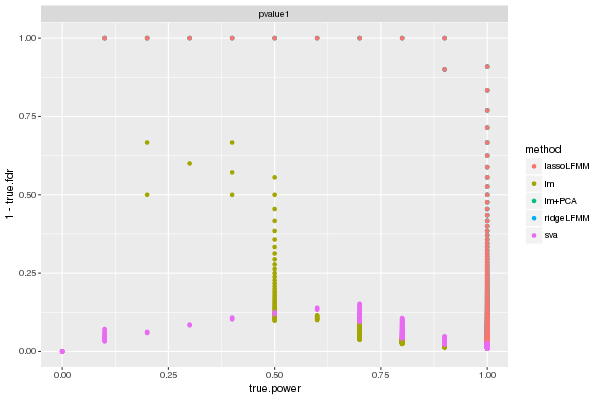 pvalue1
1.00
0.75
0.50
0.25
0.00
1 - true.fdr
0.00 0.25 0.50 0.75 1.00
true.power
method
lassoLFMM
lm
lm+PCA
ridgeLFMM
sva